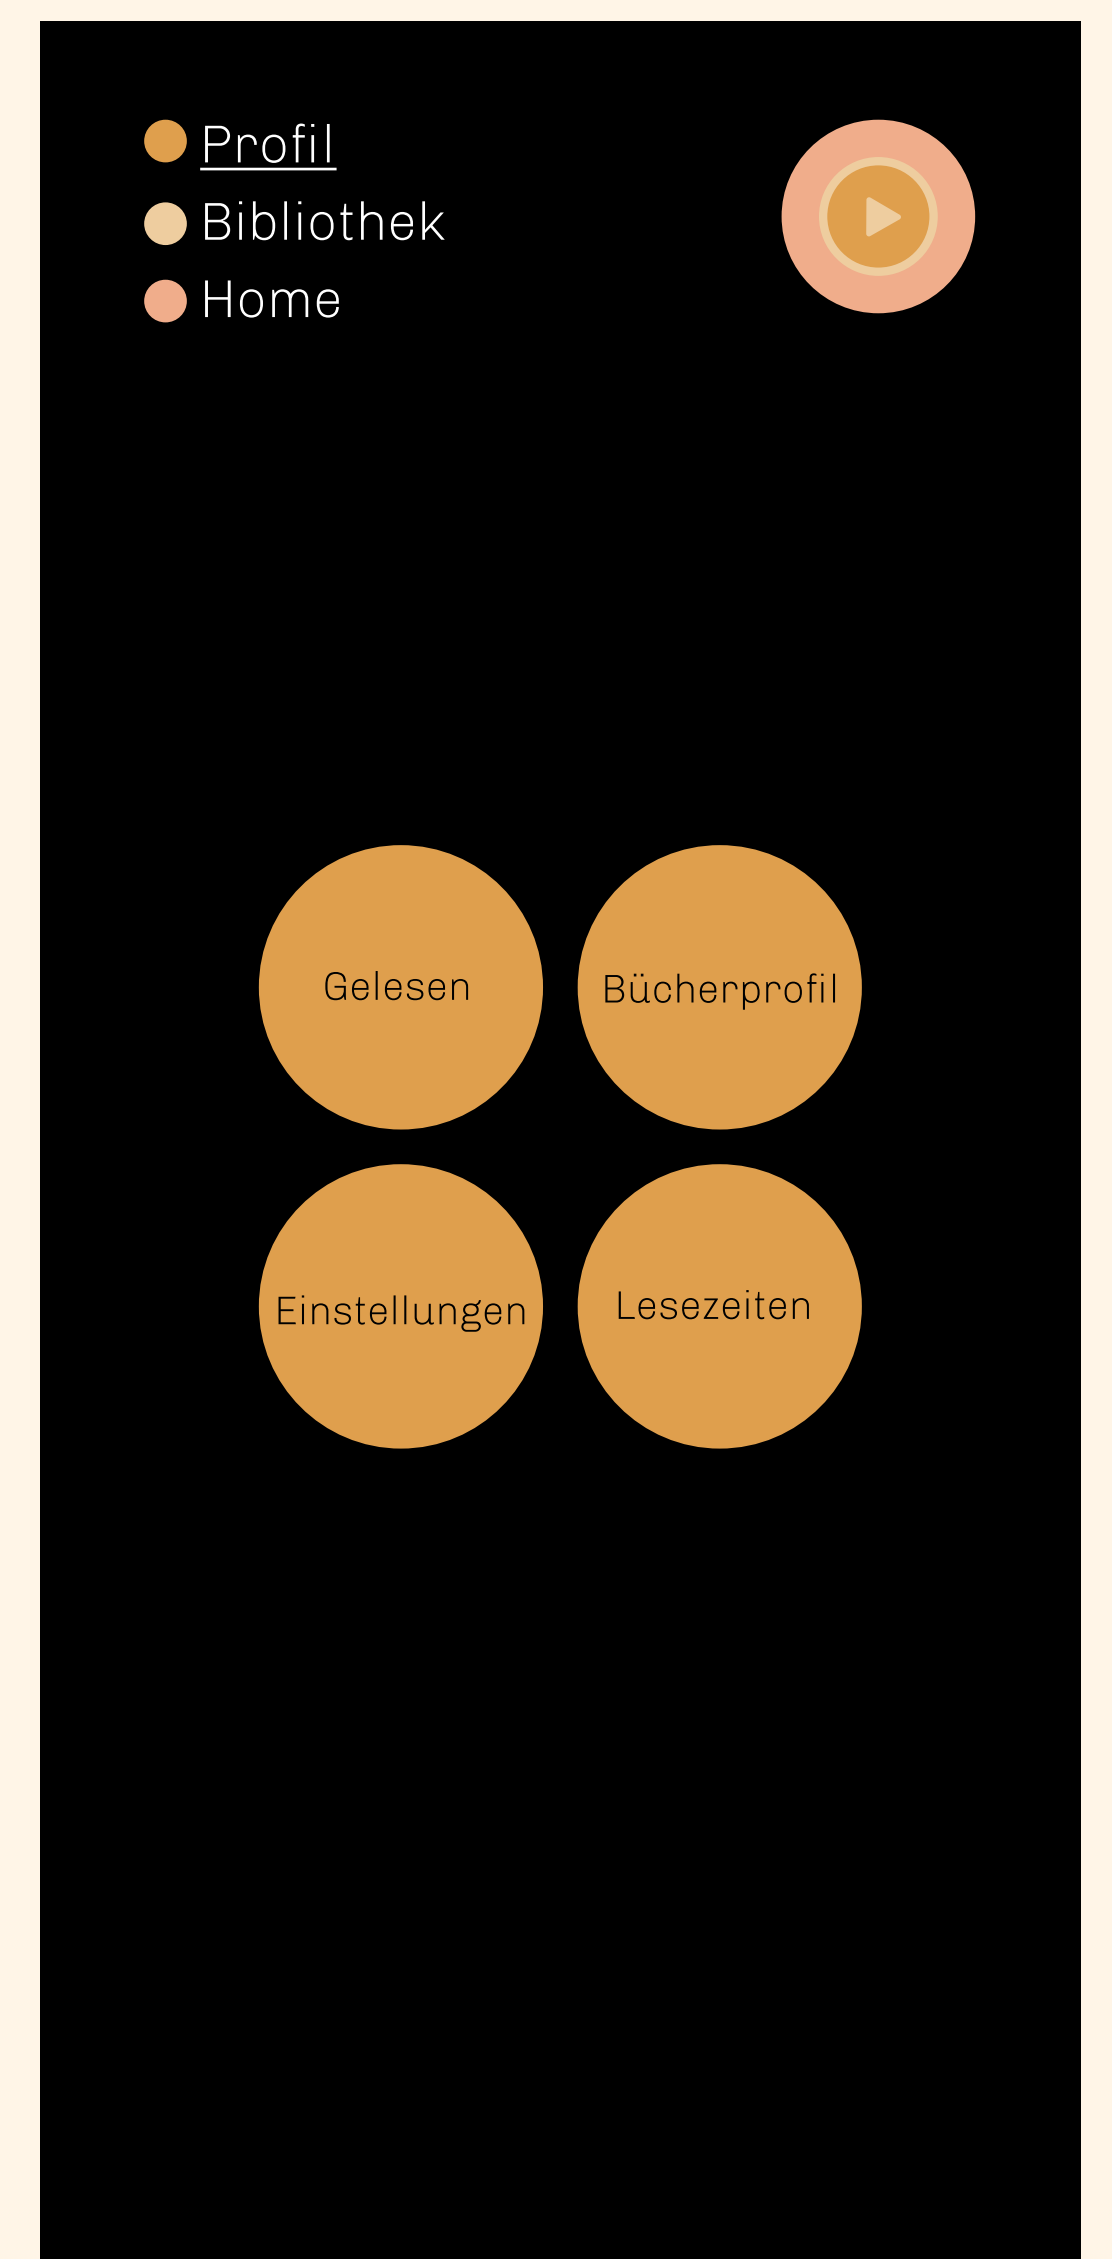 Profil
Bibliothek
Home
Gelesen
Bücherprofil
Einstellungen
Lesezeiten